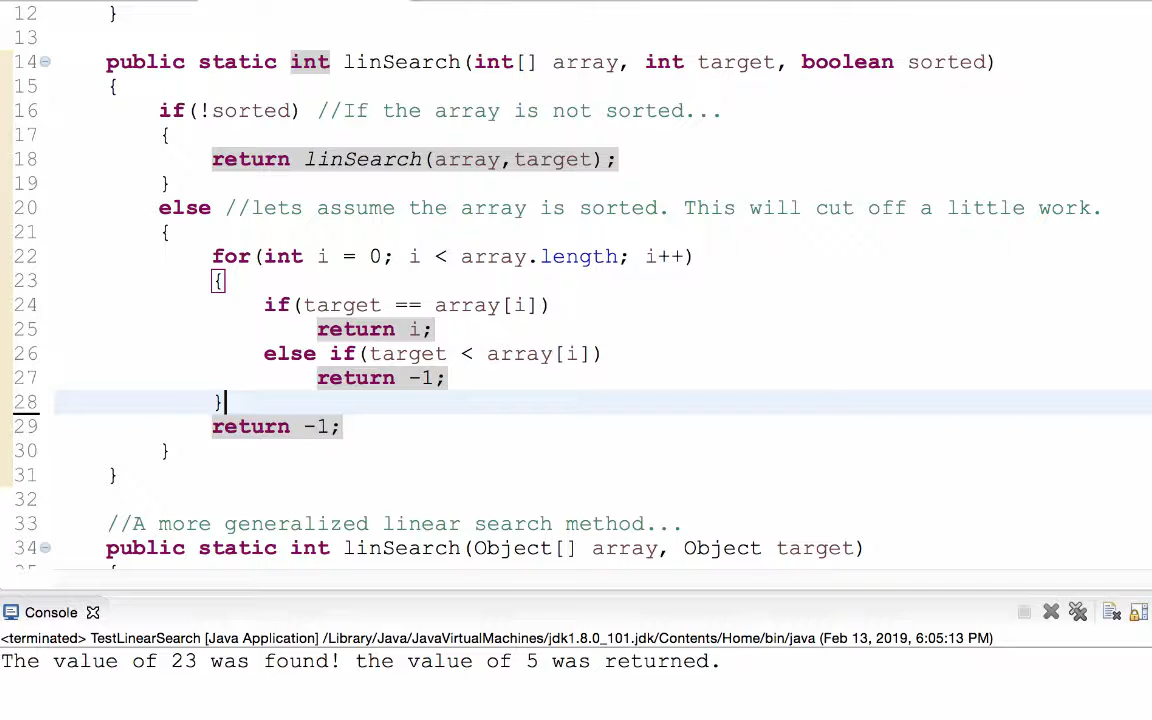 12 }
13
14 public static int linSearch(int[] array, int target, boolean sorted)
15 {
16 if(!sorted) //If the array is not sorted...
17 {
18 return linSearch(array,target);
19 }
20 else //lets assume the array is sorted. This will cut off a little work.
21 {
22 for(int i = 0; i < array.length; i++)
23 {
24 if(target == array[i])
25 return i;
26 else if(target < array[i])
27 return -1;
28 }
29 return -1;
30 }
31 }
32
33 //A more generalized linear search method...
34 public static int linSearch(Object[] array, Object target)
Console
<terminated> TestLinearSearch [Java Application] /Library/Java/JavaVirtualMachines/jdk1.8.0_101.jdk/Contents/Home/bin/java (Feb 13, 2019, 6:05:13 PM)
The value of 23 was found! the value of 5 was returned.